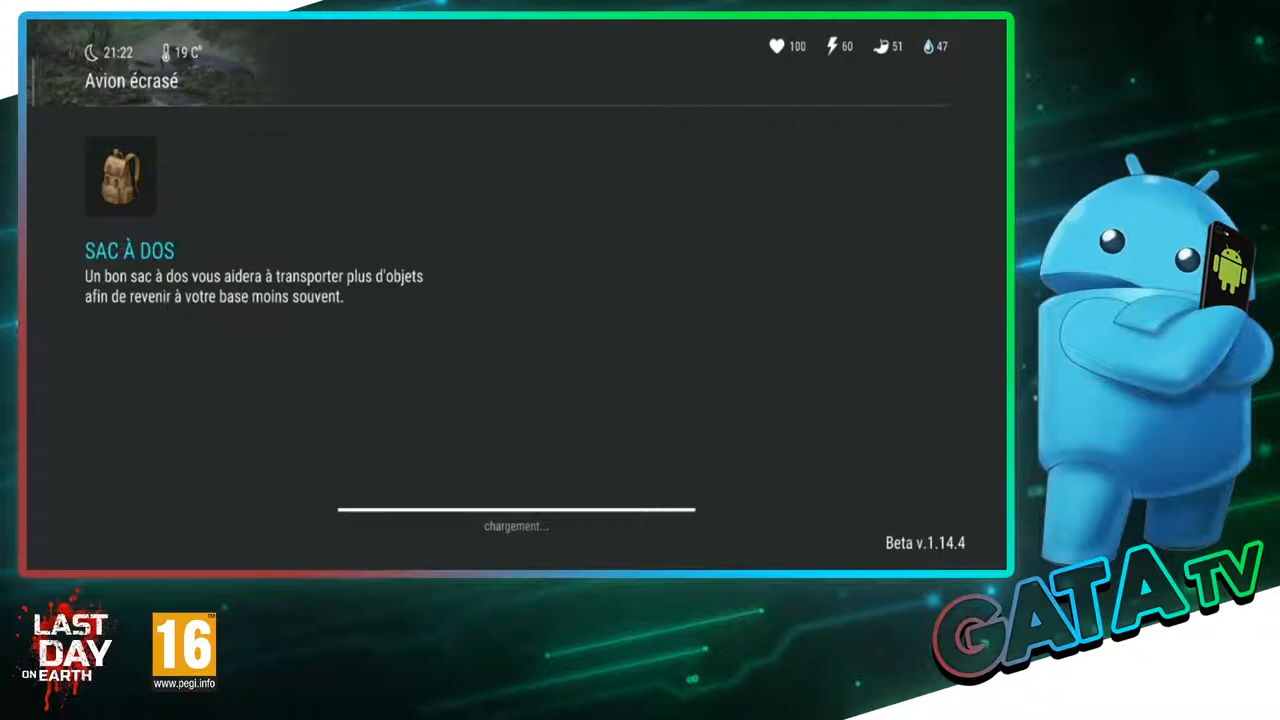 21:22 19 C°
100 60 51 47
Avion écrasé
SAC À DOS
Un bon sac à dos vous aidera à transporter plus d'objets
afin de revenir à votre base moins souvent.
chargement...
Beta v.1.14.4
GATA TV
LAST
DAY
ON EARTH
16
www.pegi.info
TM